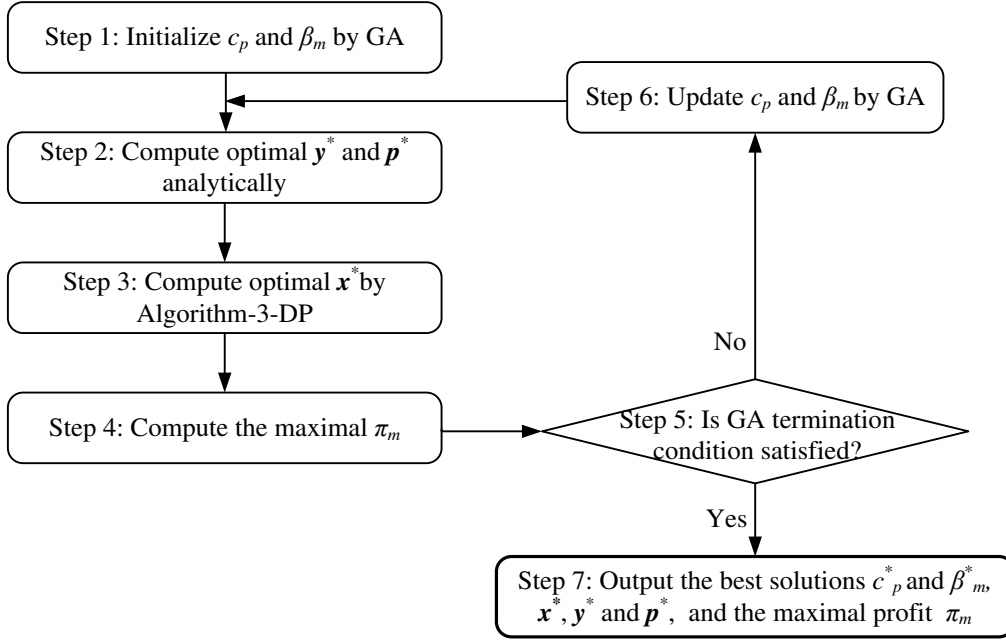 Step 1: Initialize c_p and β_m by GA
Step 6: Update c_p and β_m by GA
Step 2: Compute optimal y^* and p^*
analytically
Step 3: Compute optimal x^* by
Algorithm-3-DP
No
Step 4: Compute the maximal π_m
Step 5: Is GA termination
condition satisfied?
Yes
Step 7: Output the best solutions c^*_p and β^*_m,
x^*, y^* and p^*, and the maximal profit π_m